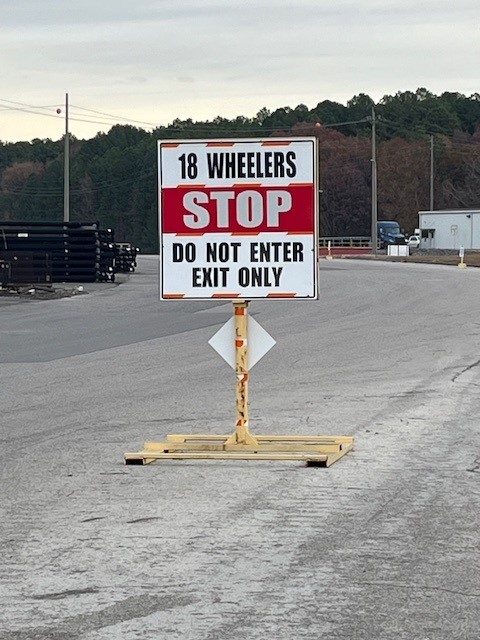 18 WHEELERS
STOP
DO NOT ENTER
EXIT ONLY